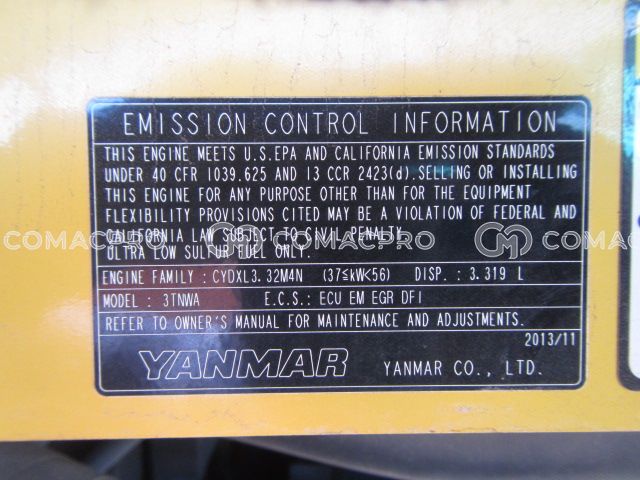 EMISSION CONTROL INFORMATION
THIS ENGINE MEETS U.S.EPA AND CALIFORNIA EMISSION STANDARDS
UNDER 40 CFR 1039.625 AND 13 CCR 2423(d).SELLING OR INSTALLING
THIS ENGINE FOR ANY PURPOSE OTHER THAN FOR THE EQUIPMENT
FLEXIBILITY PROVISIONS CITED MAY BE A VIOLATION OF FEDERAL AND
CALIFORNIA LAW SUBJECT TO CIVIL PENALTY.
COMACPRO COMACPRO COMACPRO
ULTRA LOW SULFUR FUEL ONLY.
ENGINE FAMILY : CYDXL3.32M4N (37≦kW<56) DISP. : 3.319 L
MODEL : 3TNWA E.C.S.: ECU EM EGR DFI
REFER TO OWNER'S MANUAL FOR MAINTENANCE AND ADJUSTMENTS.
2013/11
YANMAR YANMAR CO., LTD.